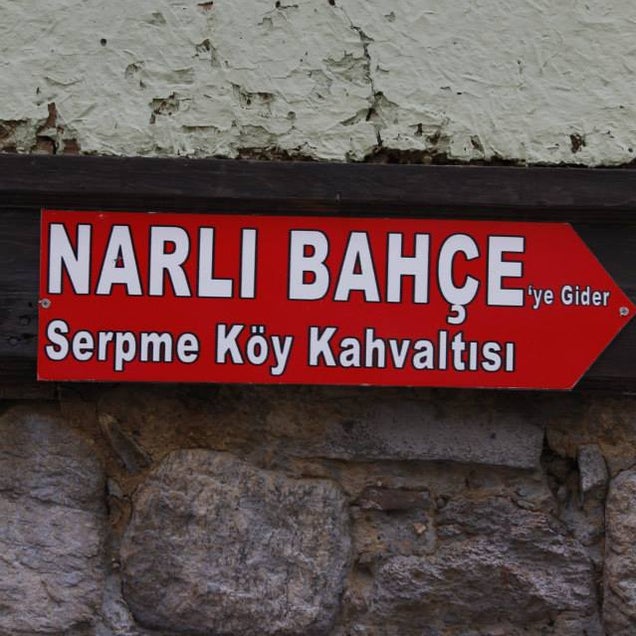 NARLI BAHÇE'ye Gider
Serpme Köy Kahvaltısı